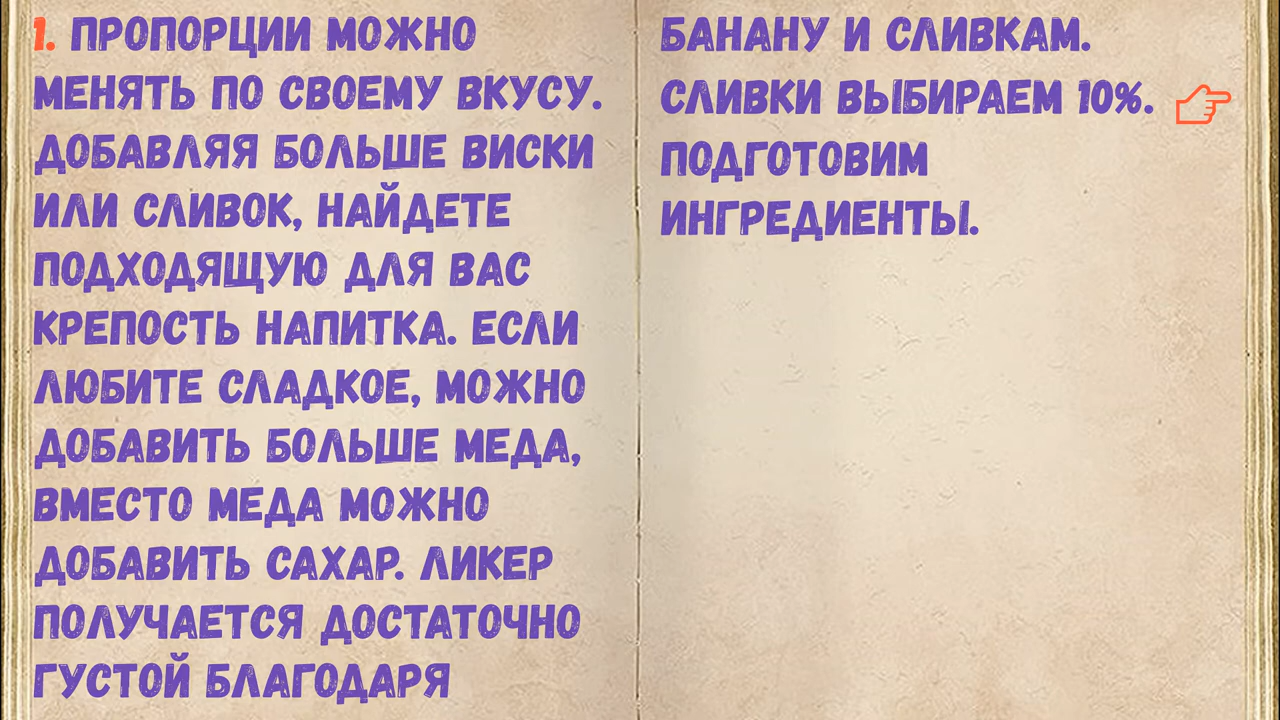 1. ПРОПОРЦИИ МОЖНО
МЕНЯТЬ ПО СВОЕМУ ВКУСУ.
ДОБАВЛЯЯ БОЛЬШЕ ВИСКИ
ИЛИ СЛИВОК, НАЙДЕТЕ
ПОДХОДЯЩУЮ ДЛЯ ВАС
КРЕПОСТЬ НАПИТКА. ЕСЛИ
ЛЮБИТЕ СЛАДКОЕ, МОЖНО
ДОБАВИТЬ БОЛЬШЕ МЕДА,
ВМЕСТО МЕДА МОЖНО
ДОБАВИТЬ САХАР. ЛИКЕР
ПОЛУЧАЕТСЯ ДОСТАТОЧНО
ГУСТОЙ БЛАГОДАРЯ
БАНАНУ И СЛИВКАМ.
СЛИВКИ ВЫБИРАЕМ 10%.
ПОДГОТОВИМ
ИНГРЕДИЕНТЫ.